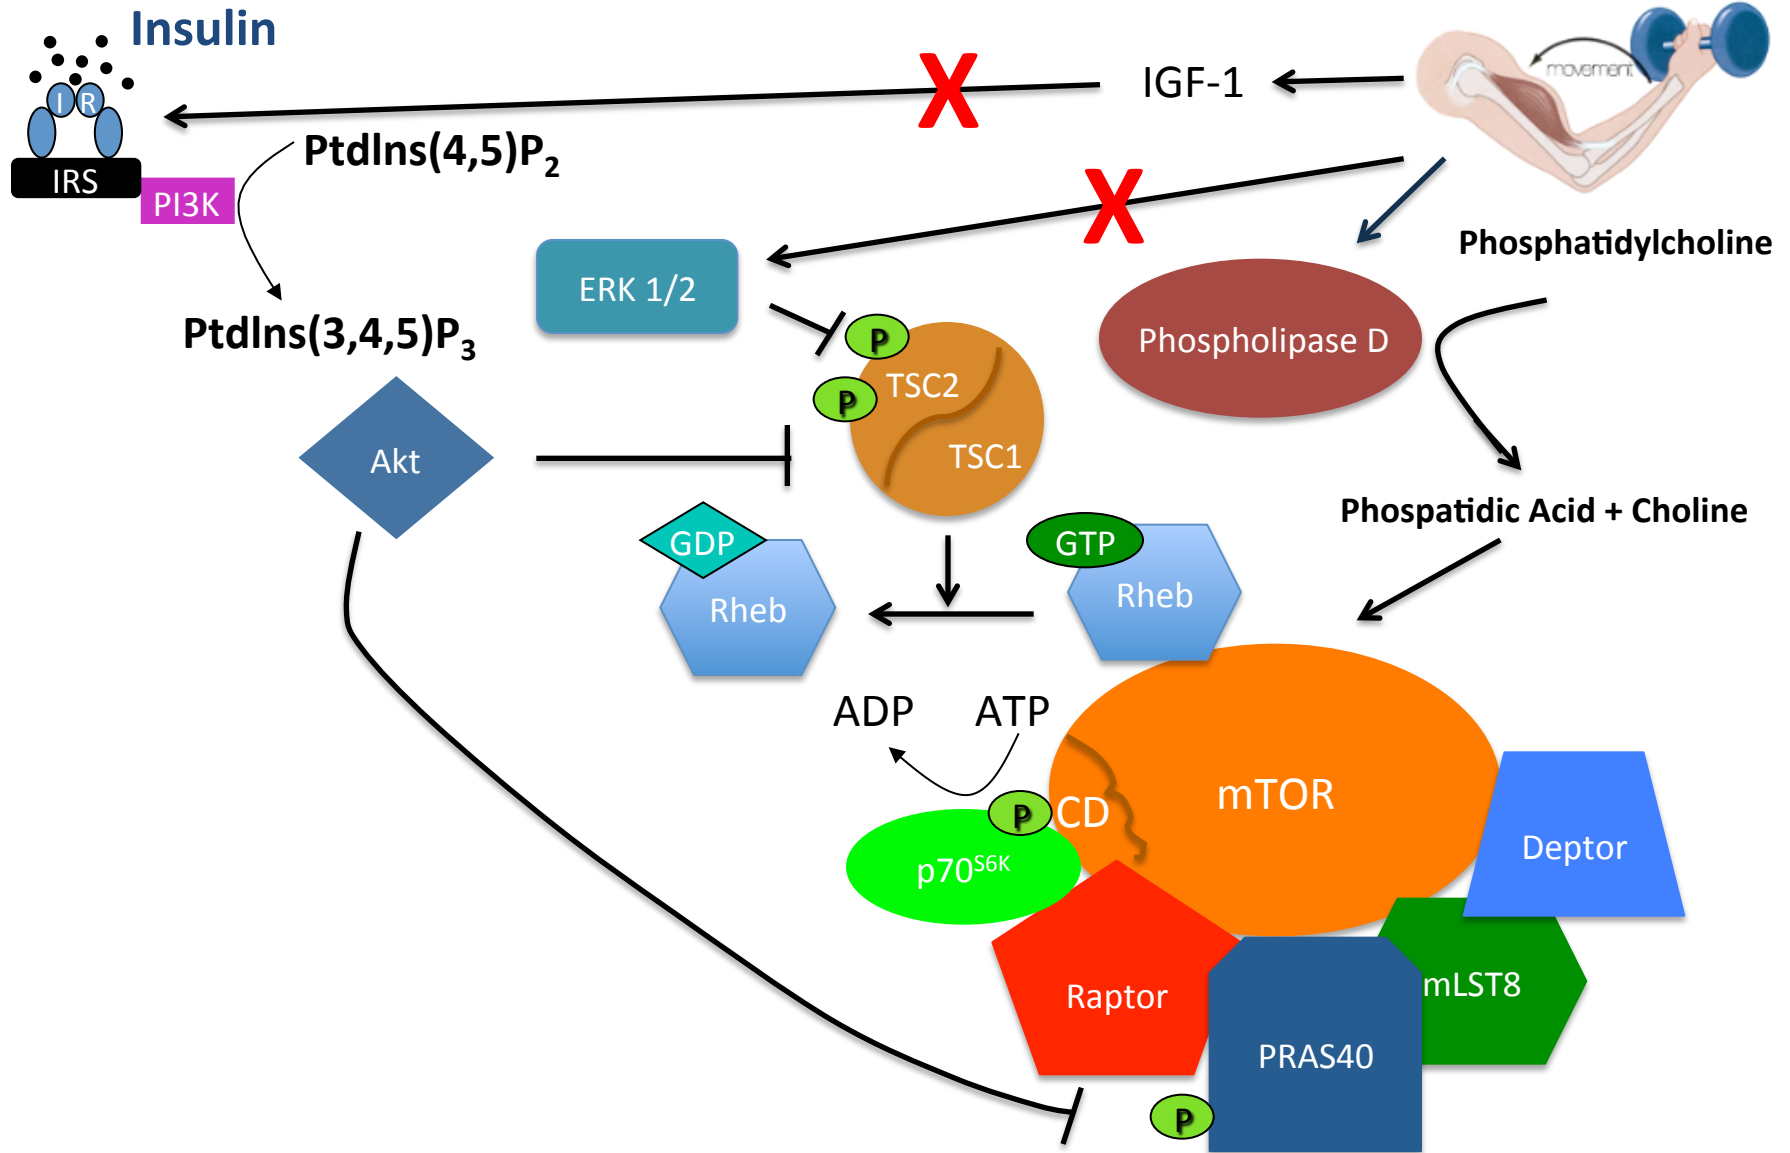 Insulin
IGF-1
movement
I R
IRS
PI3K
PtdIns(4,5)P2
PtdIns(3,4,5)P3
X
X
ERK 1/2
Phosphatidylcholine
Phospholipase D
P
P
TSC2
TSC1
Akt
Phospatidic Acid + Choline
GDP
Rheb
GTP
Rheb
ADP
ATP
mTOR
CD
P
p70S6K
Deptor
Raptor
mLST8
PRAS40
P